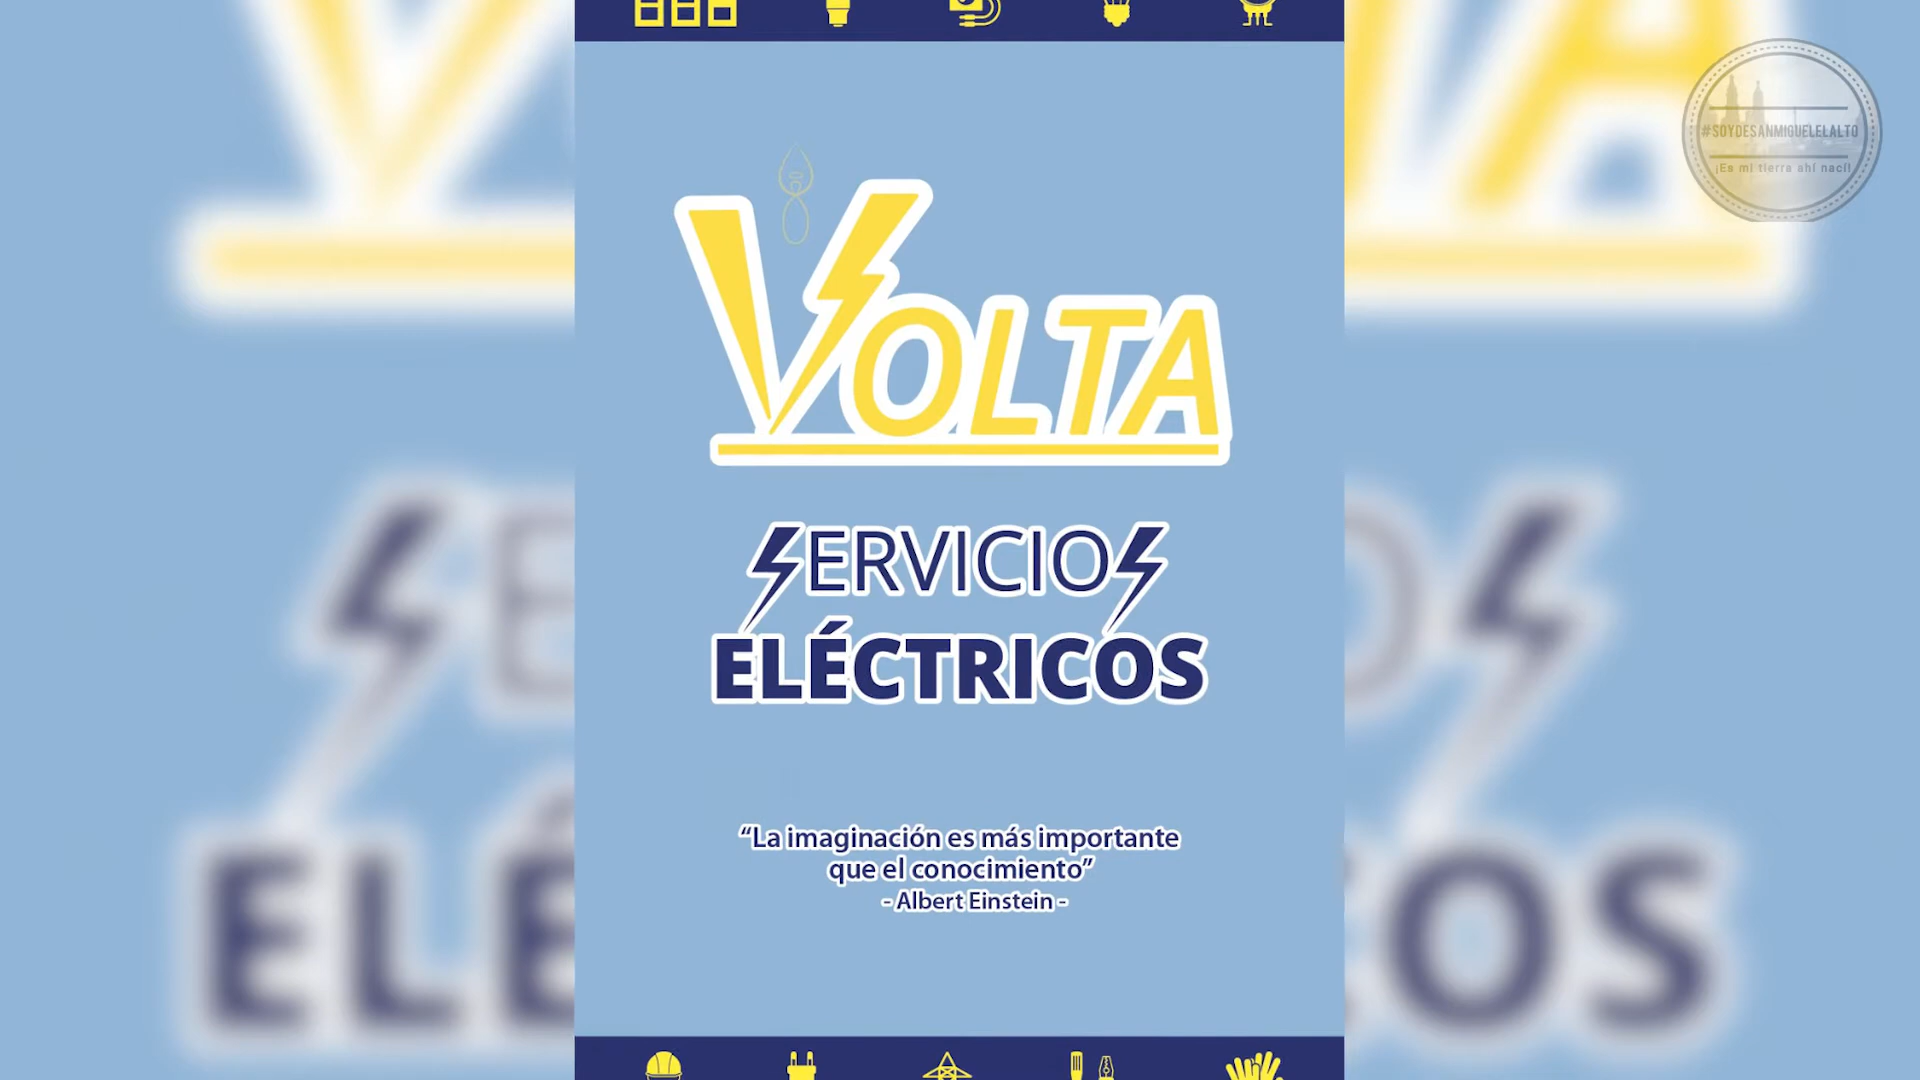 #SOYDESANMIGUELELALTO
¡Es mi tierra ahí nací!
VOLTA
SERVICIOS
ELÉCTRICOS
“La imaginación es más importante
que el conocimiento”
- Albert Einstein -